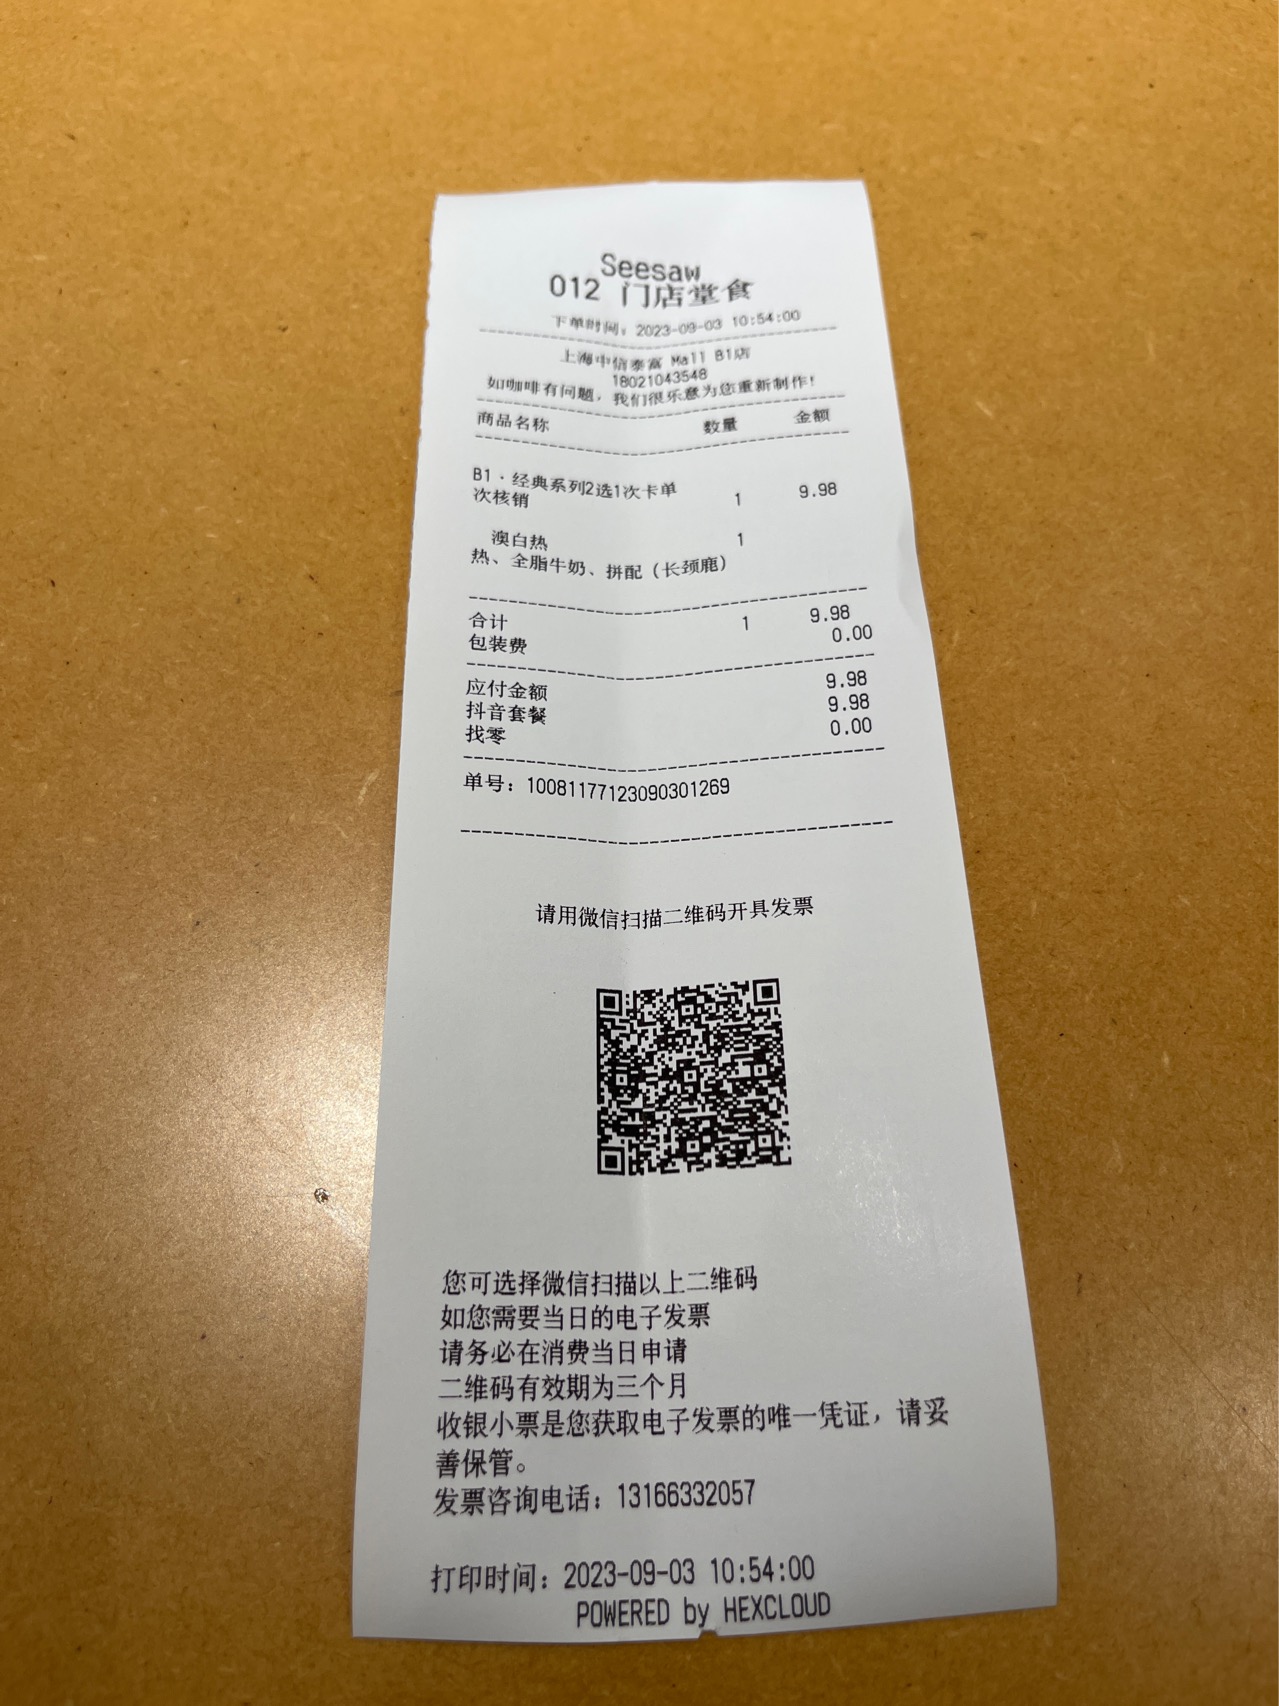 Seesaw
012 门店堂食
下单时间：2023-09-03 10:54:00
上海中信泰富 Mall B1店
18021043548
如咖啡有问题，我们很乐意为您重新制作！
商品名称 数量 金额
B1·经典系列2选1次卡单
次核销 1 9.98
澳白热 1
热、全脂牛奶、拼配（长颈鹿）
合计 1 9.98
包装费 0.00
应付金额 9.98
抖音套餐 9.98
找零 0.00
单号：10081177123090301269
请用微信扫描二维码开具发票
您可选择微信扫描以上二维码
如您需要当日的电子发票
请务必在消费当日申请
二维码有效期为三个月
收银小票是您获取电子发票的唯一凭证，请妥
善保管。
发票咨询电话：13166332057
打印时间：2023-09-03 10:54:00
POWERED by HEXCLOUD